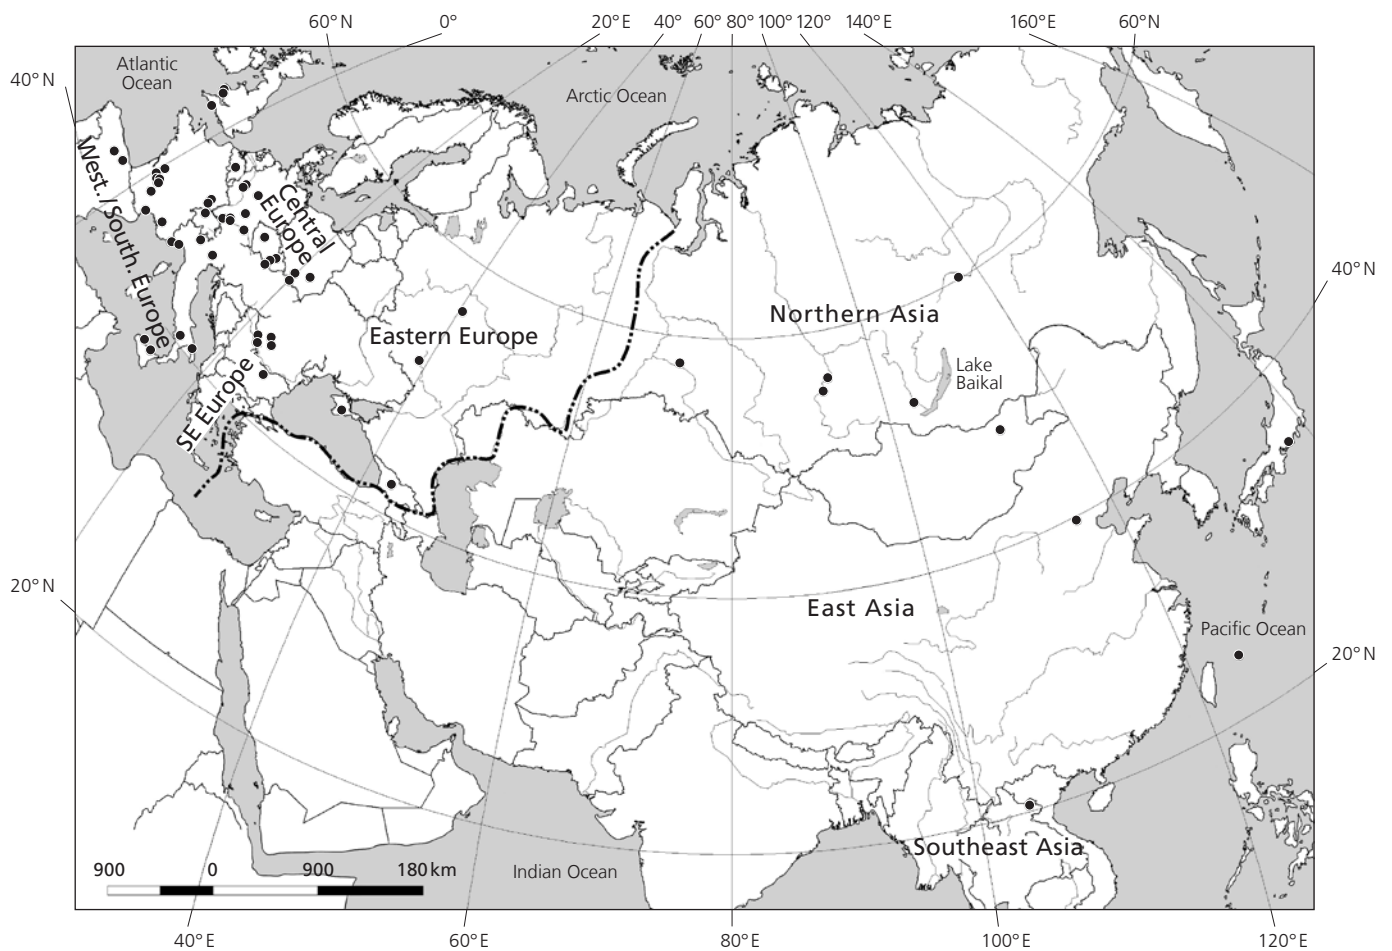 60°N 0° 20°E 40° 60° 80° 100° 120° 140°E 160°E 60°N
40°N
Atlantic
Ocean
Arctic Ocean
West./South. Europe
Central
Europe
40°N
Northern Asia
Eastern Europe
Lake
Baikal
SE Europe
20°N
East Asia
Pacific Ocean
20°N
Southeast Asia
900 0 900 180 km
Indian Ocean
40°E 60°E 80°E 100°E 120°E